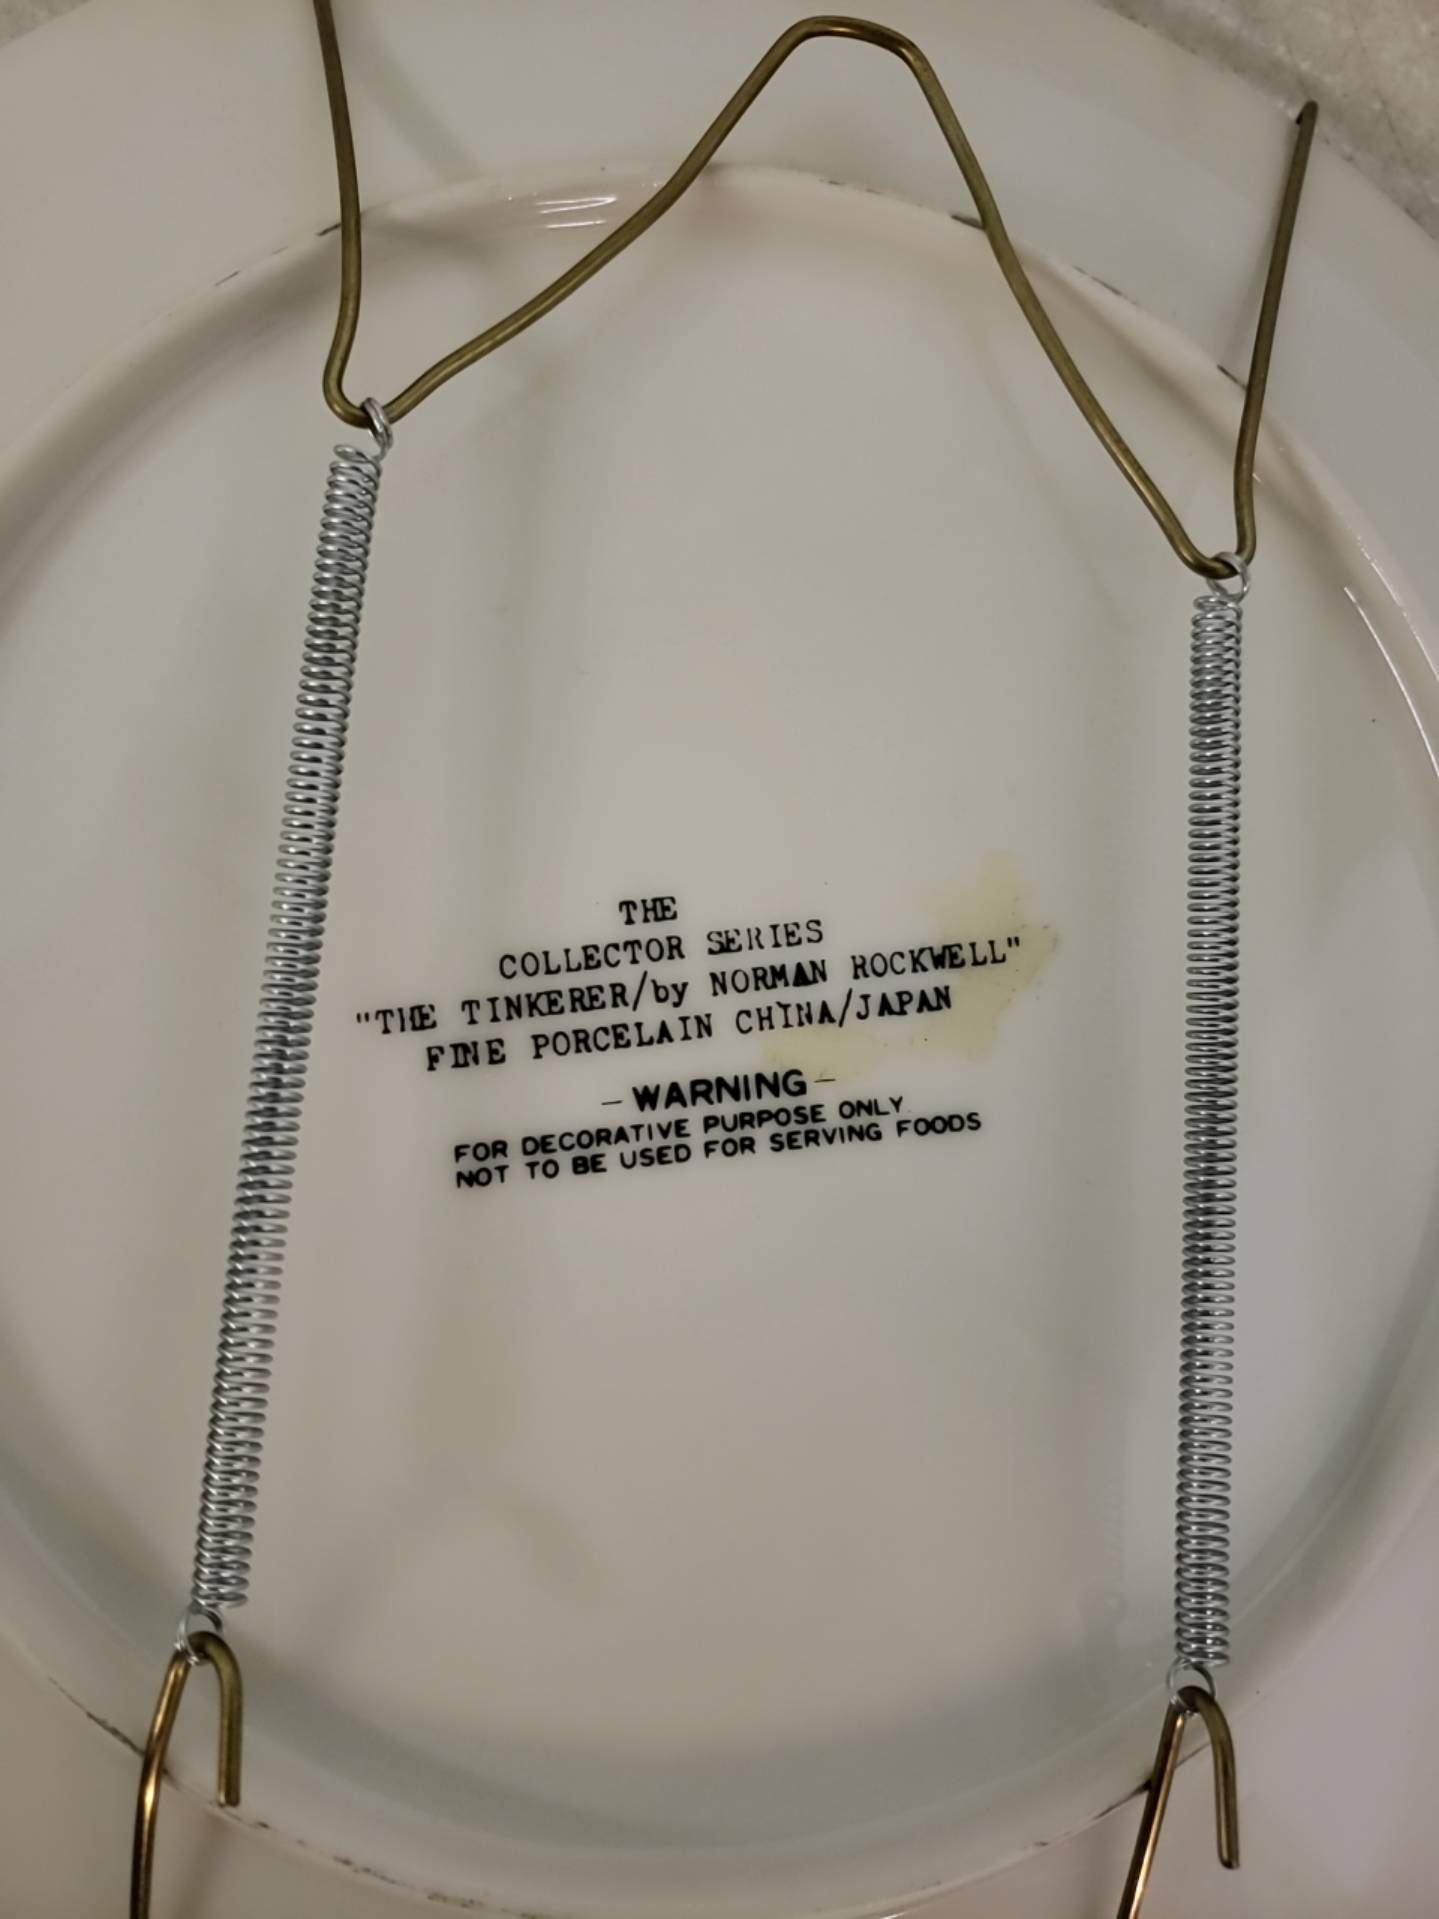 THE
COLLECTOR SERIES
"THE TINKERER/by NORMAN ROCKWELL"
FINE PORCELAIN CHINA/JAPAN
– WARNING –
FOR DECORATIVE PURPOSE ONLY
NOT TO BE USED FOR SERVING FOODS